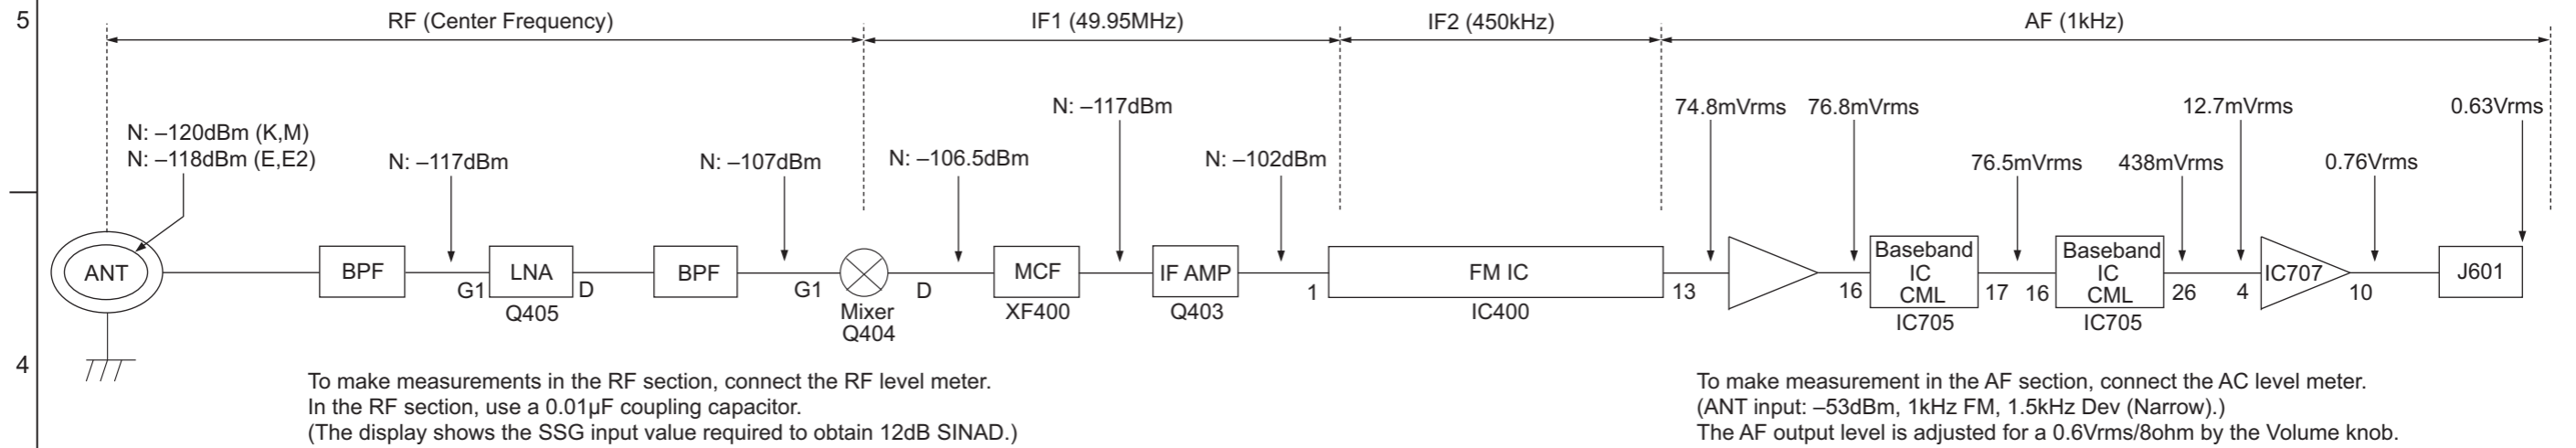 5
RF (Center Frequency)
IF1 (49.95MHz)
IF2 (450kHz)
AF (1kHz)
N: –117dBm
74.8mVrms
76.8mVrms
12.7mVrms
0.63Vrms
N: –120dBm (K,M)
N: –118dBm (E,E2)
N: –117dBm
N: –107dBm
N: –106.5dBm
N: –102dBm
76.5mVrms
438mVrms
0.76Vrms
ANT
BPF
G1
LNA
D
Q405
BPF
G1
Mixer
Q404
D
MCF
XF400
IF AMP
Q403
1
FM IC
IC400
13
16
Baseband
IC
CML
IC705
17
16
Baseband
IC
CML
IC705
26
4
IC707
10
J601
4
To make measurements in the RF section, connect the RF level meter.
In the RF section, use a 0.01µF coupling capacitor.
(The display shows the SSG input value required to obtain 12dB SINAD.)
To make measurement in the AF section, connect the AC level meter.
(ANT input: –53dBm, 1kHz FM, 1.5kHz Dev (Narrow).)
The AF output level is adjusted for a 0.6Vrms/8ohm by the Volume knob.